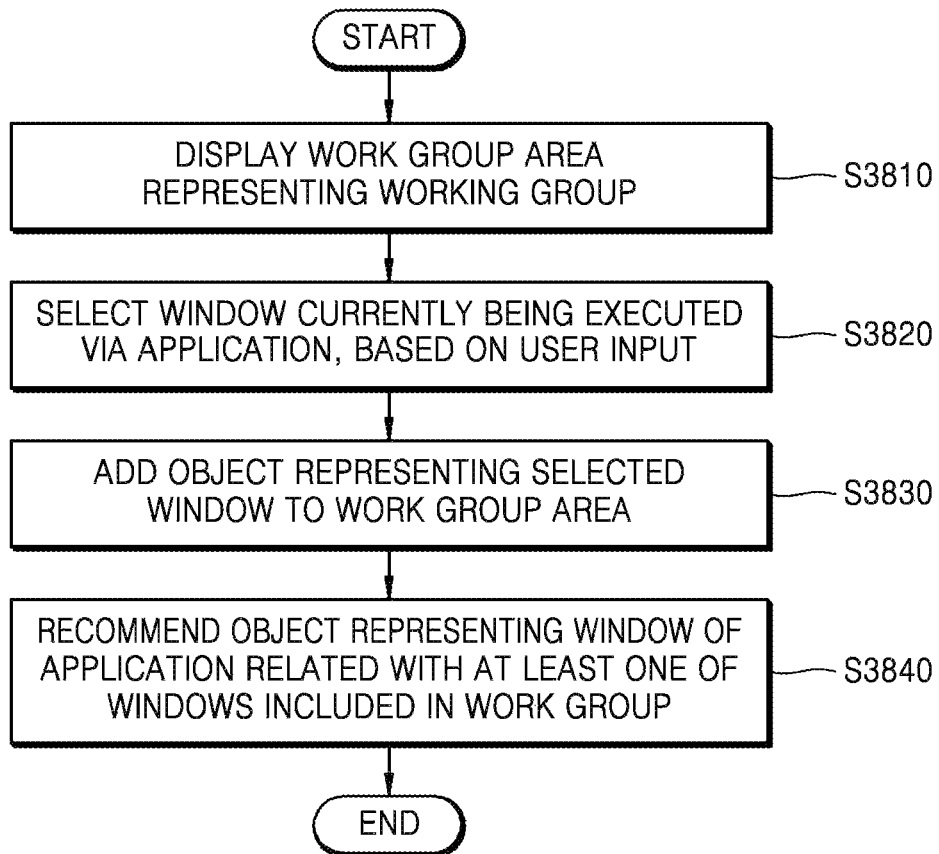 START
DISPLAY WORK GROUP AREA
REPRESENTING WORKING GROUP
S3810
SELECT WINDOW CURRENTLY BEING EXECUTED
VIA APPLICATION, BASED ON USER INPUT
S3820
ADD OBJECT REPRESENTING SELECTED
WINDOW TO WORK GROUP AREA
S3830
RECOMMEND OBJECT REPRESENTING WINDOW OF
APPLICATION RELATED WITH AT LEAST ONE OF
WINDOWS INCLUDED IN WORK GROUP
S3840
END